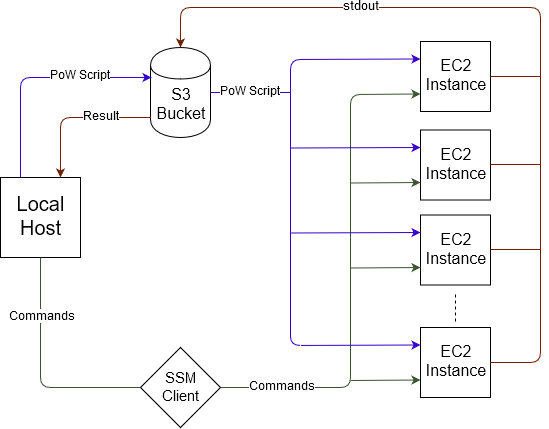 stdout
PoW Script
S3
Bucket
PoW Script
EC2
Instance
Result
EC2
Instance
Local
Host
EC2
Instance
Commands
EC2
Instance
SSM
Client
Commands